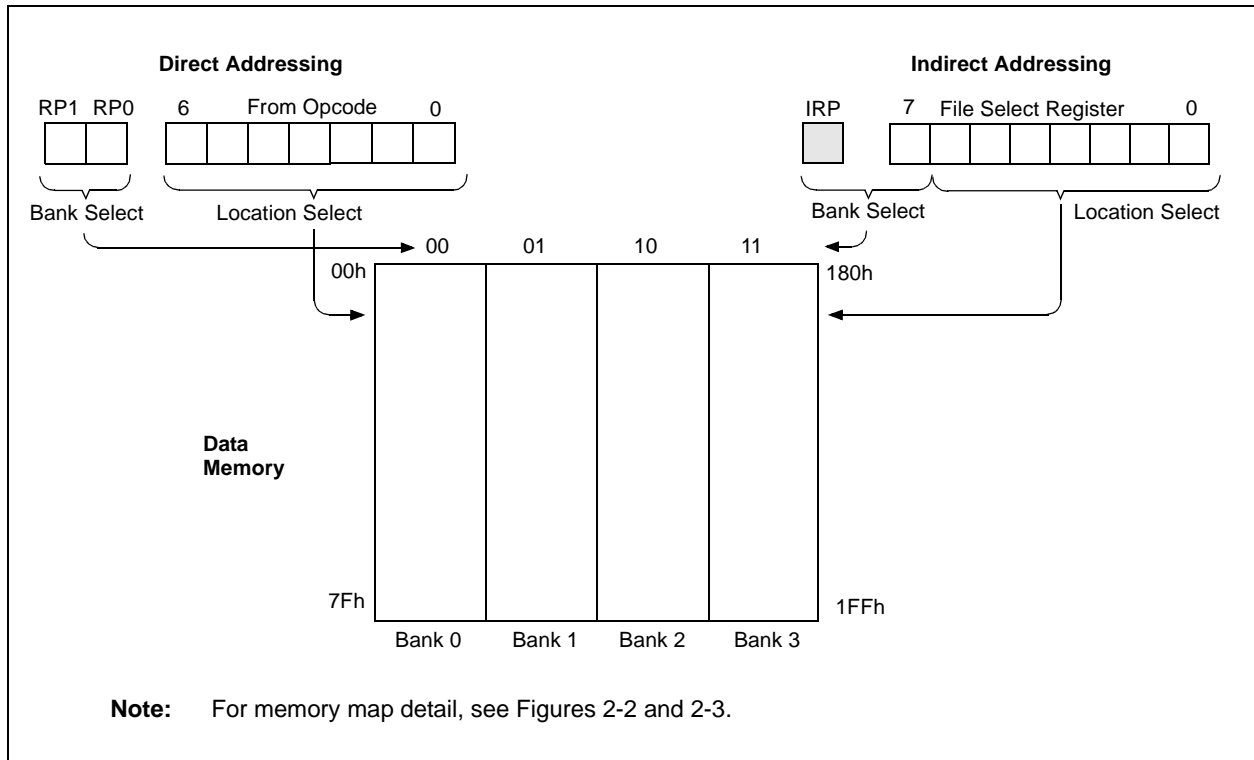 Direct Addressing
Indirect Addressing
RP1 RP0 6 From Opcode 0
IRP 7 File Select Register 0
Bank Select Location Select
Bank Select Location Select
00 01 10 11
00h 180h
Data
Memory
7Fh 1FFh
Bank 0 Bank 1 Bank 2 Bank 3
Note: For memory map detail, see Figures 2-2 and 2-3.